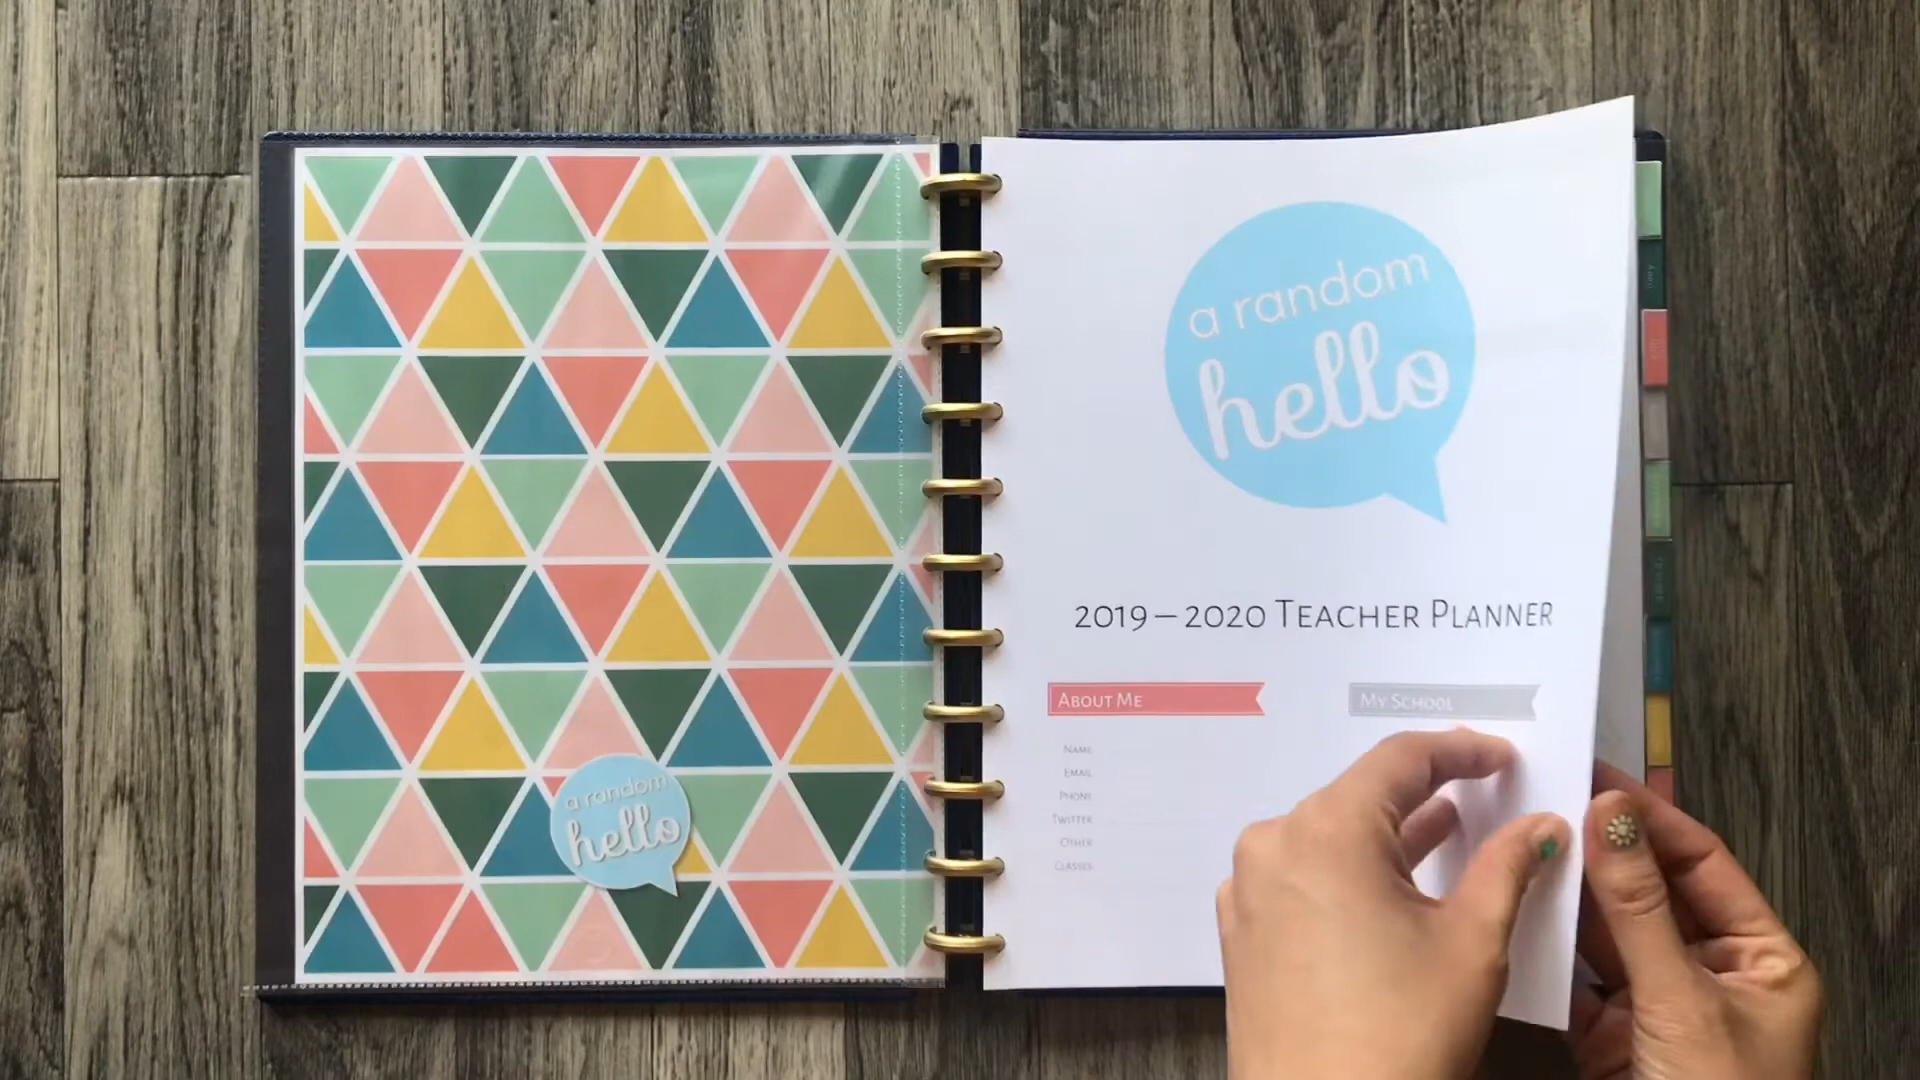 a random
hello
a random
hello
2019 – 2020 Teacher Planner
About Me
My School
Name
Email
Phone
Twitter
Other
Classes